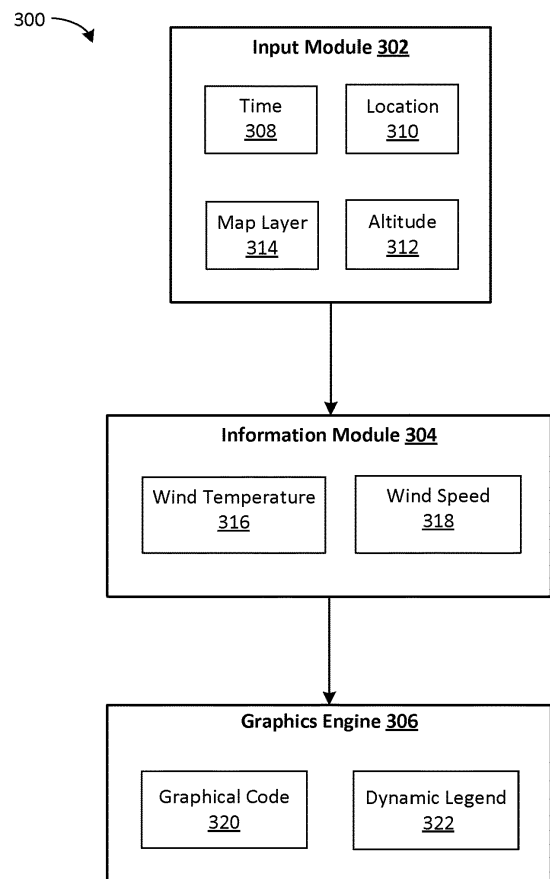 300
Input Module 302
Time
308
Location
310
Map Layer
314
Altitude
312
Information Module 304
Wind Temperature
316
Wind Speed
318
Graphics Engine 306
Graphical Code
320
Dynamic Legend
322